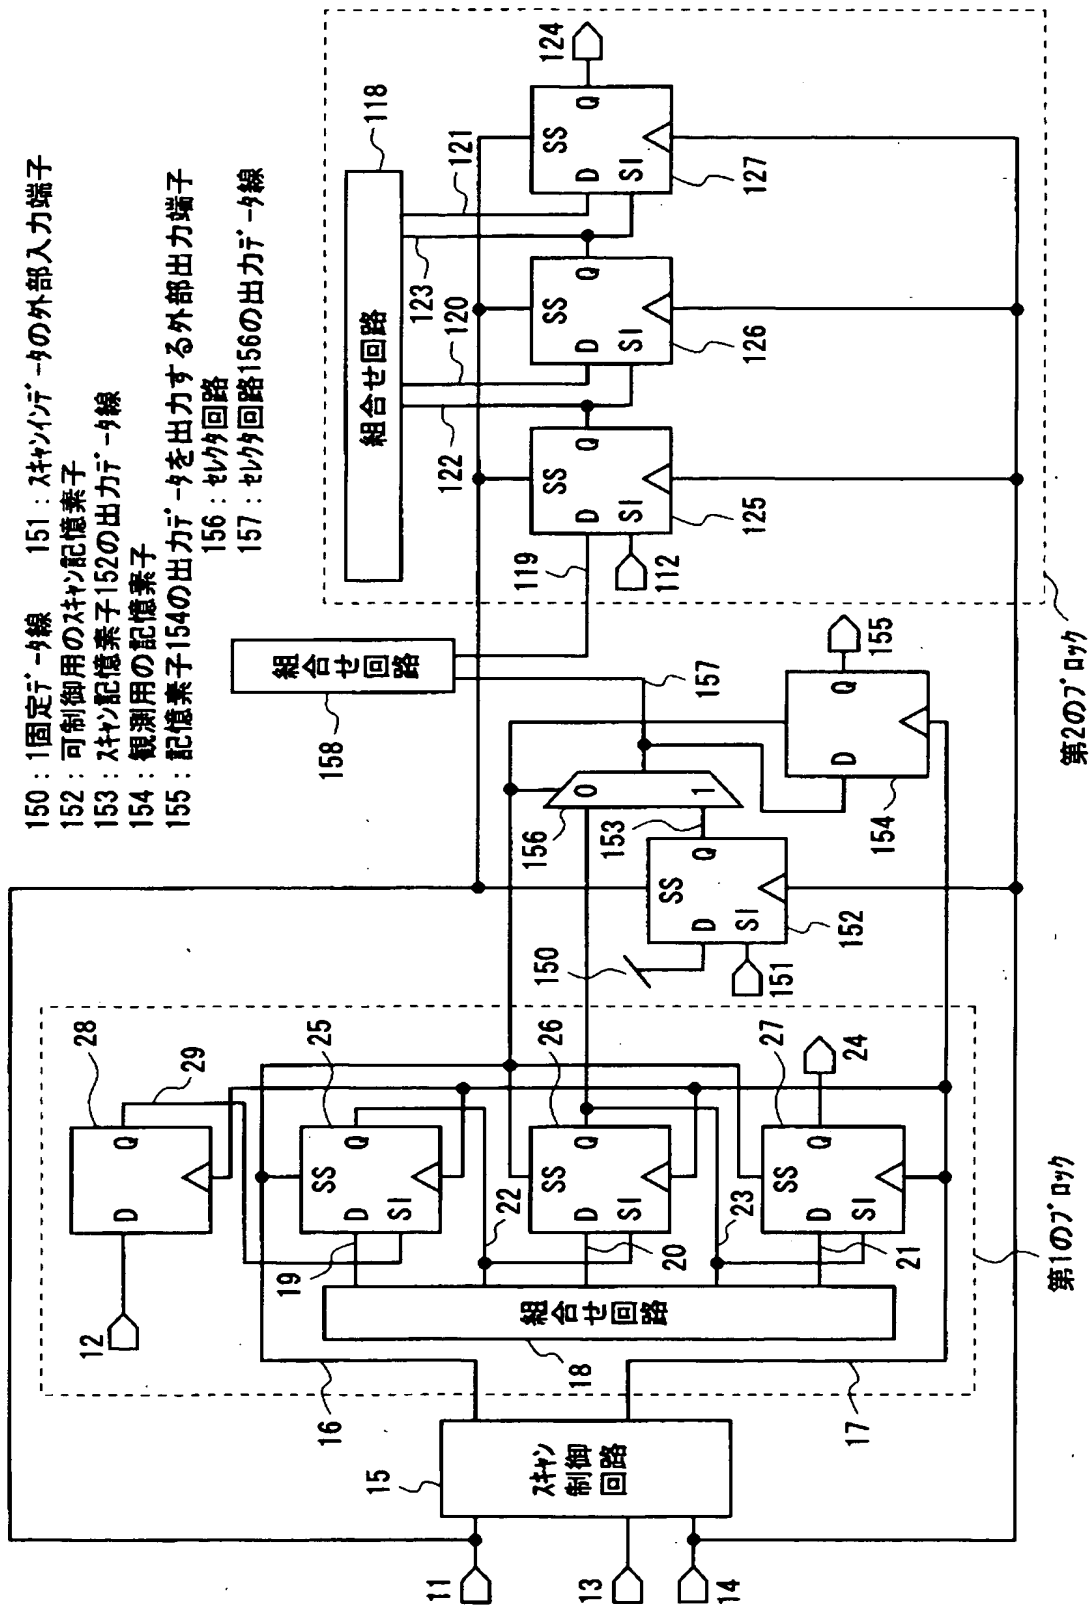 150：1固定ﾃﾞｰﾀ線　151：ｽｷｬﾝｲﾝﾃﾞｰﾀの外部入力端子
152：可制御用のｽｷｬﾝ記憶素子
153：ｽｷｬﾝ記憶素子152の出力ﾃﾞｰﾀ線
154：観測用の記憶素子
155：記憶素子154の出力ﾃﾞｰﾀを出力する外部出力端子
156：ｾﾚｸﾀ回路
157：ｾﾚｸﾀ回路156の出力ﾃﾞｰﾀ線
11
13
14
15
ｽｷｬﾝ
制御
回路
16
17
12
28
D
Q
29
18
組合せ回路
19
22
20
23
21
25
SS
D
Q
SI
26
SS
D
Q
SI
27
SS
D
Q
SI
24
第1のﾌﾞﾛｯｸ
150
151
152
SS
D
Q
SI
153
156
0
1
157
158
組合せ回路
154
D
Q
155
118
組合せ回路
119
112
122
120
123
121
125
SS
D
Q
SI
126
SS
D
Q
SI
127
SS
D
Q
SI
124
第2のﾌﾞﾛｯｸ